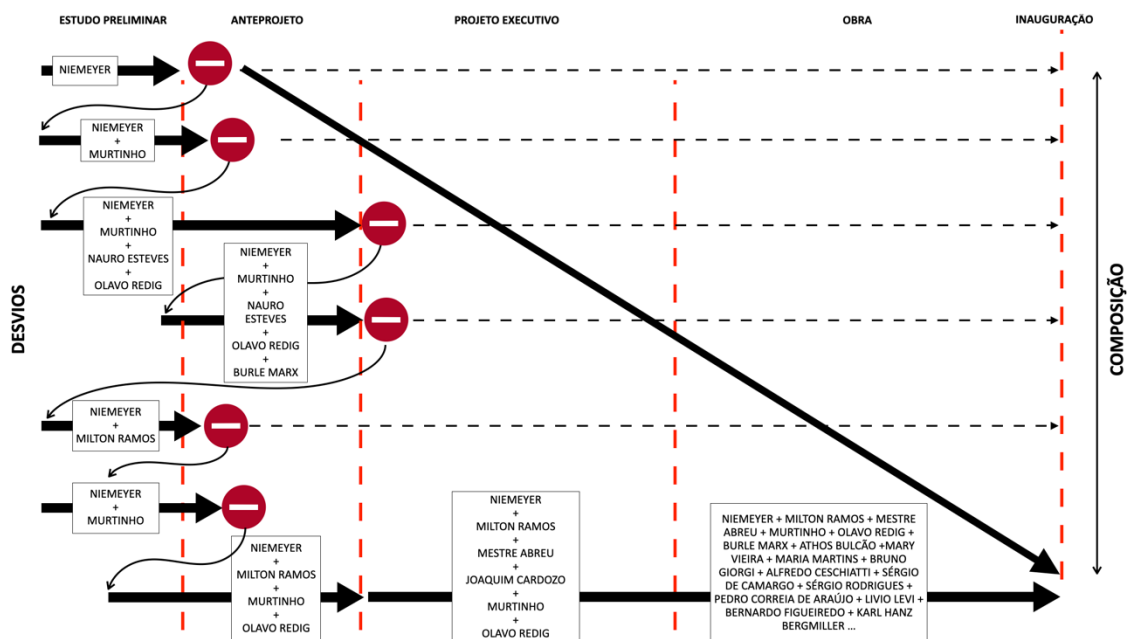 ESTUDO PRELIMINAR
ANTEPROJETO
PROJETO EXECUTIVO
OBRA
INAUGURAÇÃO
NIEMEYER
NIEMEYER
+
MURTINHO
NIEMEYER
+
MURTINHO
+
NAURO ESTEVES
+
OLAVO REDIG
NIEMEYER
+
MURTINHO
+
NAURO
ESTEVES
+
OLAVO REDIG
+
BURLE MARX
DESVIOS
COMPOSIÇÃO
NIEMEYER
+
MILTON RAMOS
NIEMEYER
+
MURTINHO
NIEMEYER
+
MILTON RAMOS
+
MURTINHO
+
OLAVO REDIG
NIEMEYER
+
MILTON RAMOS
+
MESTRE ABREU
+
JOAQUIM CARDOZO
+
MURTINHO
+
OLAVO REDIG
NIEMEYER + MILTON RAMOS + MESTRE
ABREU + MURTINHO + OLAVO REDIG +
BURLE MARX + ATHOS BULCÃO +MARY
VIEIRA + MARIA MARTINS + BRUNO
GIORGI + ALFREDO CESCHIATTI + SÉRGIO
DE CAMARGO + SÉRGIO RODRIGUES +
PEDRO CORREIA DE ARAÚJO + LIVIO LEVI +
BERNARDO FIGUEIREDO + KARL HANZ
BERGMILLER ...